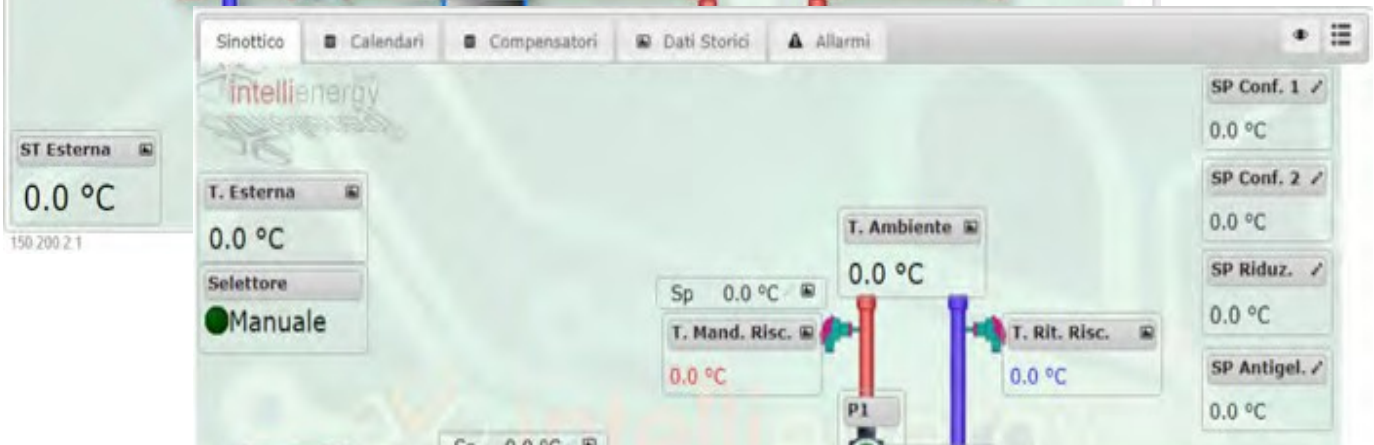 Sinottico
Calendari
Compensatori
Dati Storici
Allarmi
intellienergy
SP Conf. 1
0.0 °C
ST Esterna
0.0 °C
150 200 2.1
T. Esterna
0.0 °C
SP Conf. 2
0.0 °C
T. Ambiente
0.0 °C
Selettore
Manuale
Sp 0.0 °C
SP Riduz.
0.0 °C
T. Mand. Risc.
0.0 °C
T. Rit. Risc.
0.0 °C
SP Antigel.
0.0 °C
P1